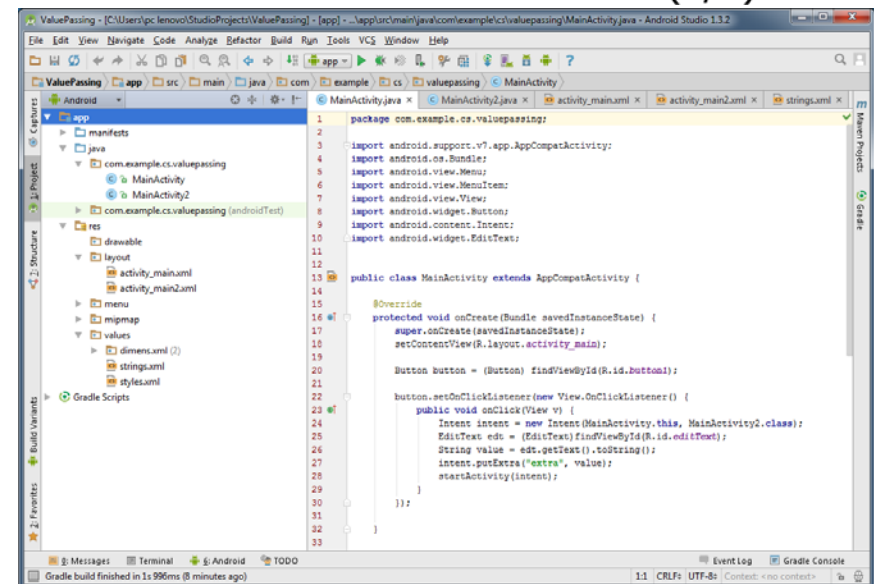 ValuePassing - [C:\Users\pc lenovo\StudioProjects\ValuePassing] - [app] - ...\app\src\main\java\com\example\cs\valuepassing\MainActivity.java - Android Studio 1.3.2
File Edit View Navigate Code Analyze Refactor Build Run Tools VCS Window Help
app
ValuePassing app src main java com example cs valuepassing MainActivity
Android
MainActivity.java × MainActivity2.java × activity_main.xml × activity_main2.xml × strings.xml ×
Captures
1: Project
7: Structure
Build Variants
2: Favorites
app
manifests
java
com.example.cs.valuepassing
MainActivity
MainActivity2
com.example.cs.valuepassing (androidTest)
res
drawable
layout
activity_main.xml
activity_main2.xml
menu
mipmap
values
dimens.xml (2)
strings.xml
styles.xml
Gradle Scripts
1 package com.example.cs.valuepassing;
2
3 import android.support.v7.app.AppCompatActivity;
4 import android.os.Bundle;
5 import android.view.Menu;
6 import android.view.MenuItem;
7 import android.view.View;
8 import android.widget.Button;
9 import android.content.Intent;
10 import android.widget.EditText;
11
12
13 public class MainActivity extends AppCompatActivity {
14
15 @Override
16 protected void onCreate(Bundle savedInstanceState) {
17 super.onCreate(savedInstanceState);
18 setContentView(R.layout.activity_main);
19
20 Button button = (Button) findViewById(R.id.button1);
21
22 button.setOnClickListener(new View.OnClickListener() {
23 public void onClick(View v) {
24 Intent intent = new Intent(MainActivity.this, MainActivity2.class);
25 EditText edt = (EditText)findViewById(R.id.editText);
26 String value = edt.getText().toString();
27 intent.putExtra("extra", value);
28 startActivity(intent);
29 }
30 });
31
32 }
33
m Maven Projects
Gradle
0: Messages Terminal 6: Android TODO Event Log Gradle Console
Gradle build finished in 1s 996ms (8 minutes ago) 1:1 CRLF÷ UTF-8÷ Context: <no context>